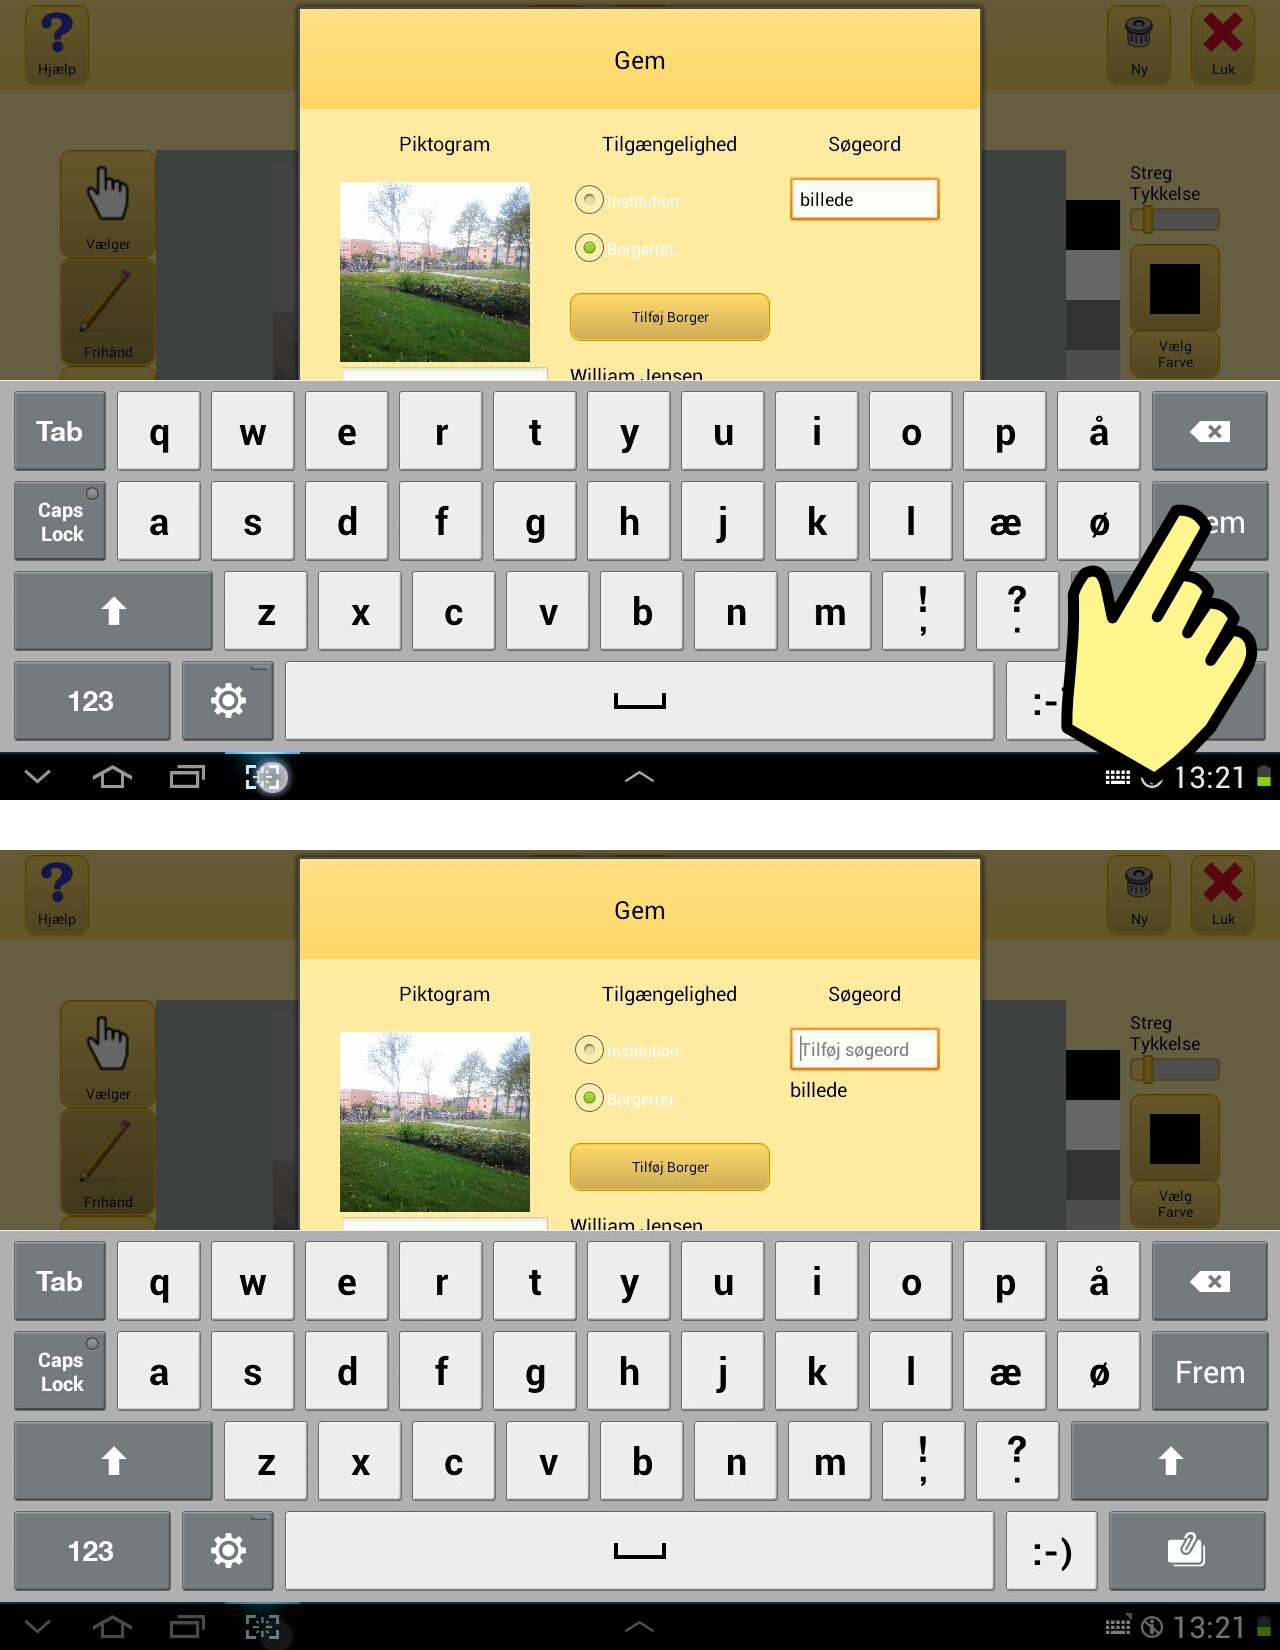 Hjælp
Gem
Ny
Luk
Piktogram
Tilgængelighed
Søgeord
Institution:
billede
Borger(e):
Tilføj Borger
William Jensen
Vælger
Frihånd
Streg
Tykkelse
Vælg
Farve
Tab q w e r t y u i o p å
Caps
Lock
a s d f g h j k l æ ø
z x c v b n m ! , ? .
123
13:21
Hjælp
Gem
Ny
Luk
Piktogram
Tilgængelighed
Søgeord
Institution:
Tilføj søgeord
Borger(e):
billede
Tilføj Borger
William Jensen
Vælger
Frihånd
Streg
Tykkelse
Vælg
Farve
Tab q w e r t y u i o p å
Caps
Lock
a s d f g h j k l æ ø Frem
z x c v b n m ! , ? .
123 :-)
13:21